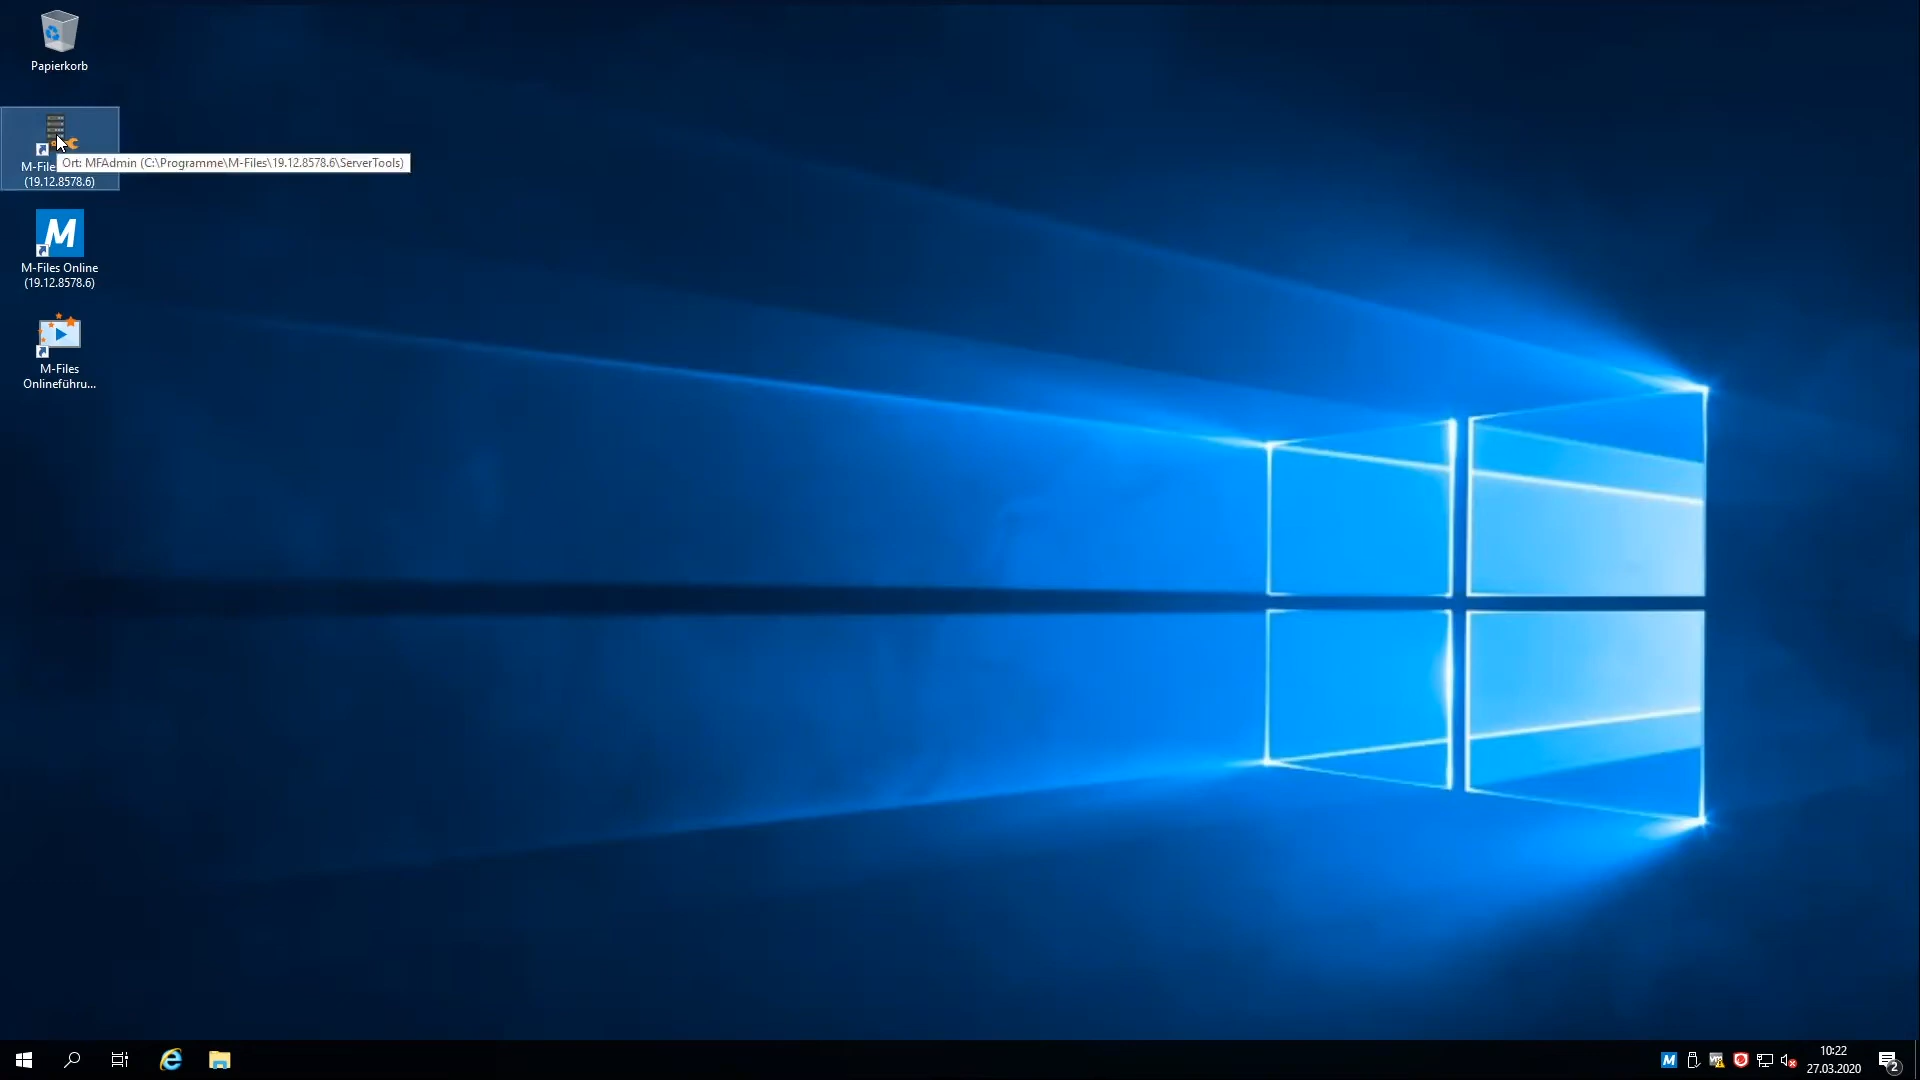 Papierkorb
M-File
Ort: MFAdmin (C:\Programme\M-Files\19.12.8578.6\ServerTools)
(19.12.8578.6)
M
M-Files Online
(19.12.8578.6)
M-Files
Onlineführu...
M
10:22
27.03.2020
2